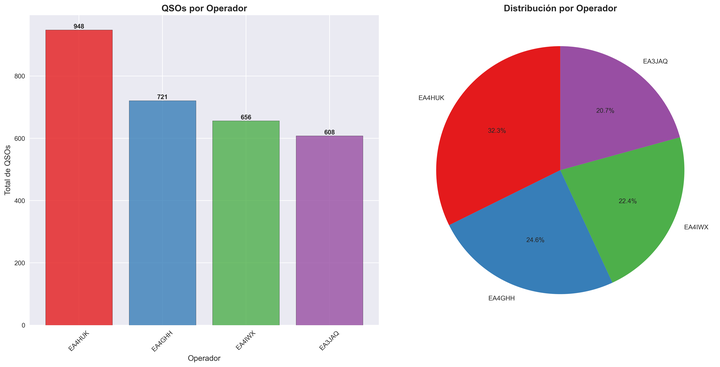 QSOs por Operador
948
721
656
608
800
600
400
200
0
Total de QSOs
EA4HUK
EA4GHH
EA4IWX
EA3JAQ
Operador
Distribución por Operador
EA3JAQ
EA4HUK
20.7%
32.3%
22.4%
EA4IWX
24.6%
EA4GHH